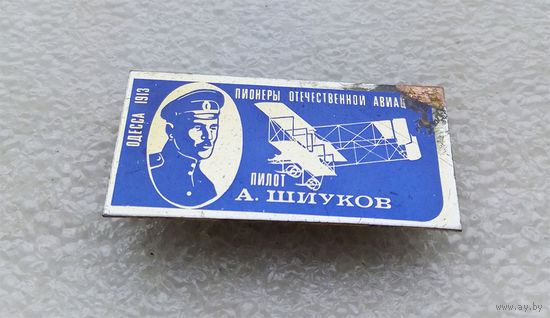 ОДЕССА 1913
ПИОНЕРЫ ОТЕЧЕСТВЕННОЙ
ПИЛОТ
А. ШИУКОВ
www.ay.by